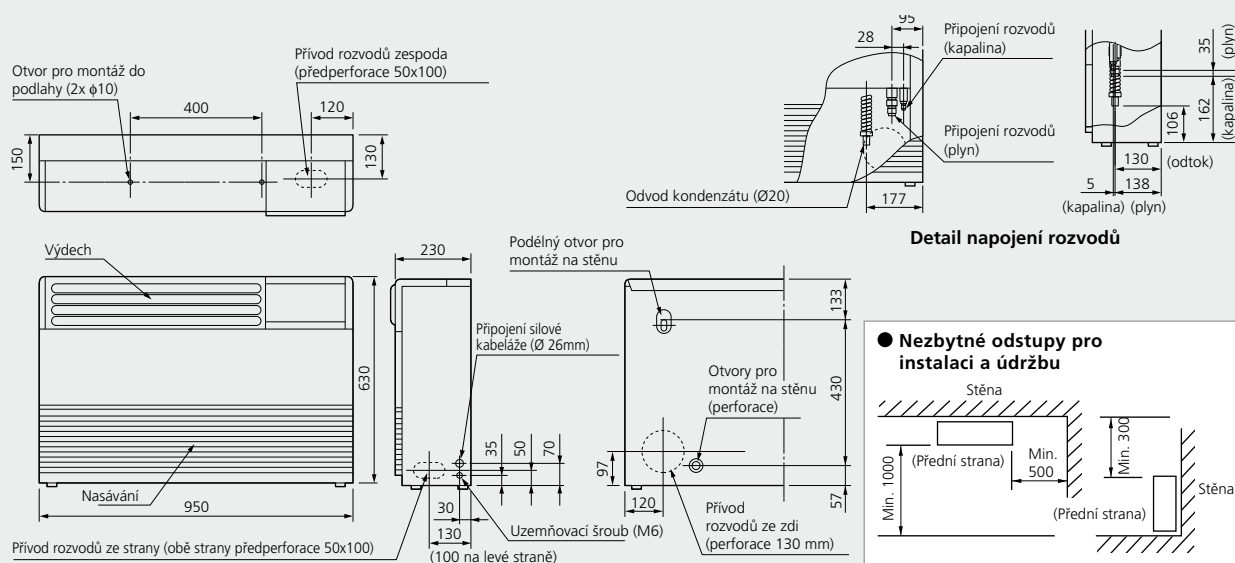 Otvor pro montáž do
podlahy (2x ϕ10)
Přívod rozvodů zespoda
(předperforace 50x100)
400
120
150
130
95
28
Připojení rozvodů
(kapalina)
Připojení rozvodů
(plyn)
Odvod kondenzátu (Ø20)
177
35
(plyn)
162
(kapalina)
106
130
(odtok)
5
138
(kapalina)
(plyn)
Detail napojení rozvodů
Výdech
Nasávání
630
950
Přívod rozvodů ze strany (obě strany předperforace 50x100)
230
Připojení silové
kabeláže (Ø 26mm)
35
50
70
30
130
Uzemňovací šroub (M6)
(100 na levé straně)
Podélný otvor pro
montáž na stěnu
133
430
57
Otvory pro
montáž na stěnu
(perforace)
97
120
Přívod
rozvodů ze zdi
(perforace 130 mm)
● Nezbytné odstupy pro
instalaci a údržbu
Stěna
(Přední strana)
Min.
500
Min. 1000
Min. 300
Stěna
(Přední strana)